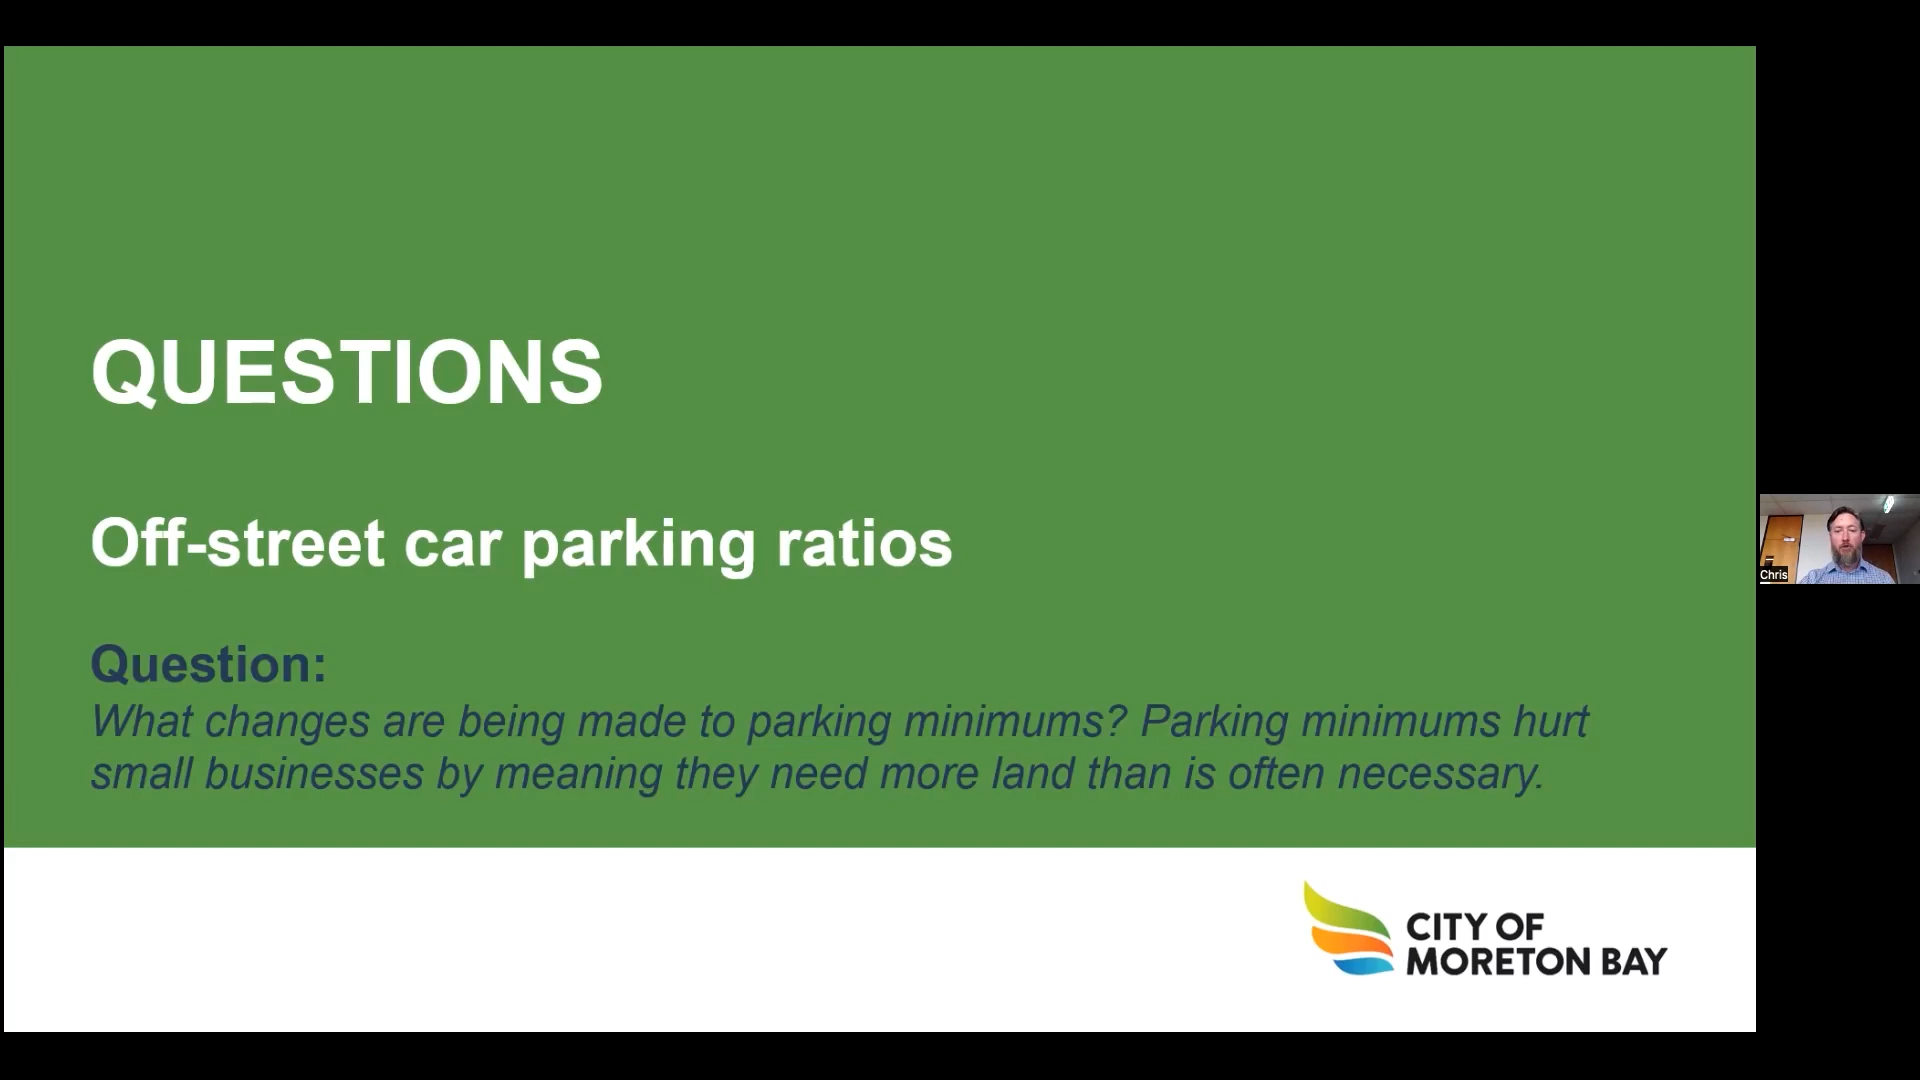 QUESTIONS
Off-street car parking ratios
Question:
What changes are being made to parking minimums? Parking minimums hurt
small businesses by meaning they need more land than is often necessary.
CITY OF
MORETON BAY
Chris